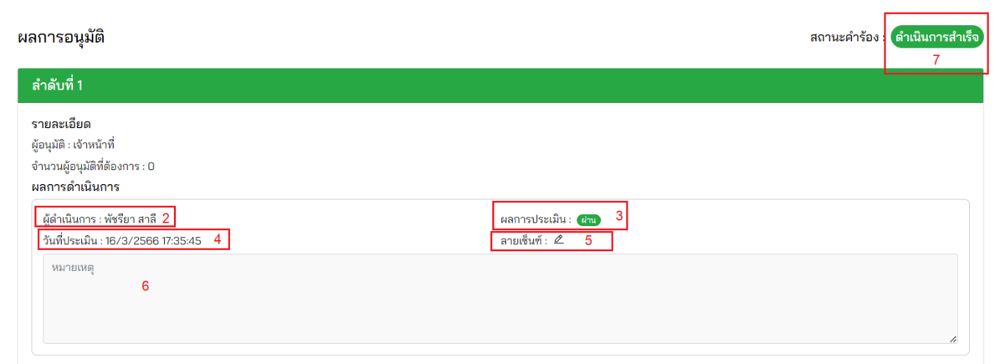 ผลการอนุมัติ
สถานะคำร้อง : ดำเนินการสำเร็จ
7
ลำดับที่ 1
รายละเอียด
ผู้อนุมัติ : เจ้าหน้าที่
จำนวนผู้อนุมัติที่ต้องการ : 0
ผลการดำเนินการ
ผู้ดำเนินการ : พัชรียา สาลี 2
ผลการประเมิน : ผ่าน 3
วันที่ประเมิน : 16/3/2566 17:35:45 4
ลายเซ็นท์ : 5
หมายเหตุ
6